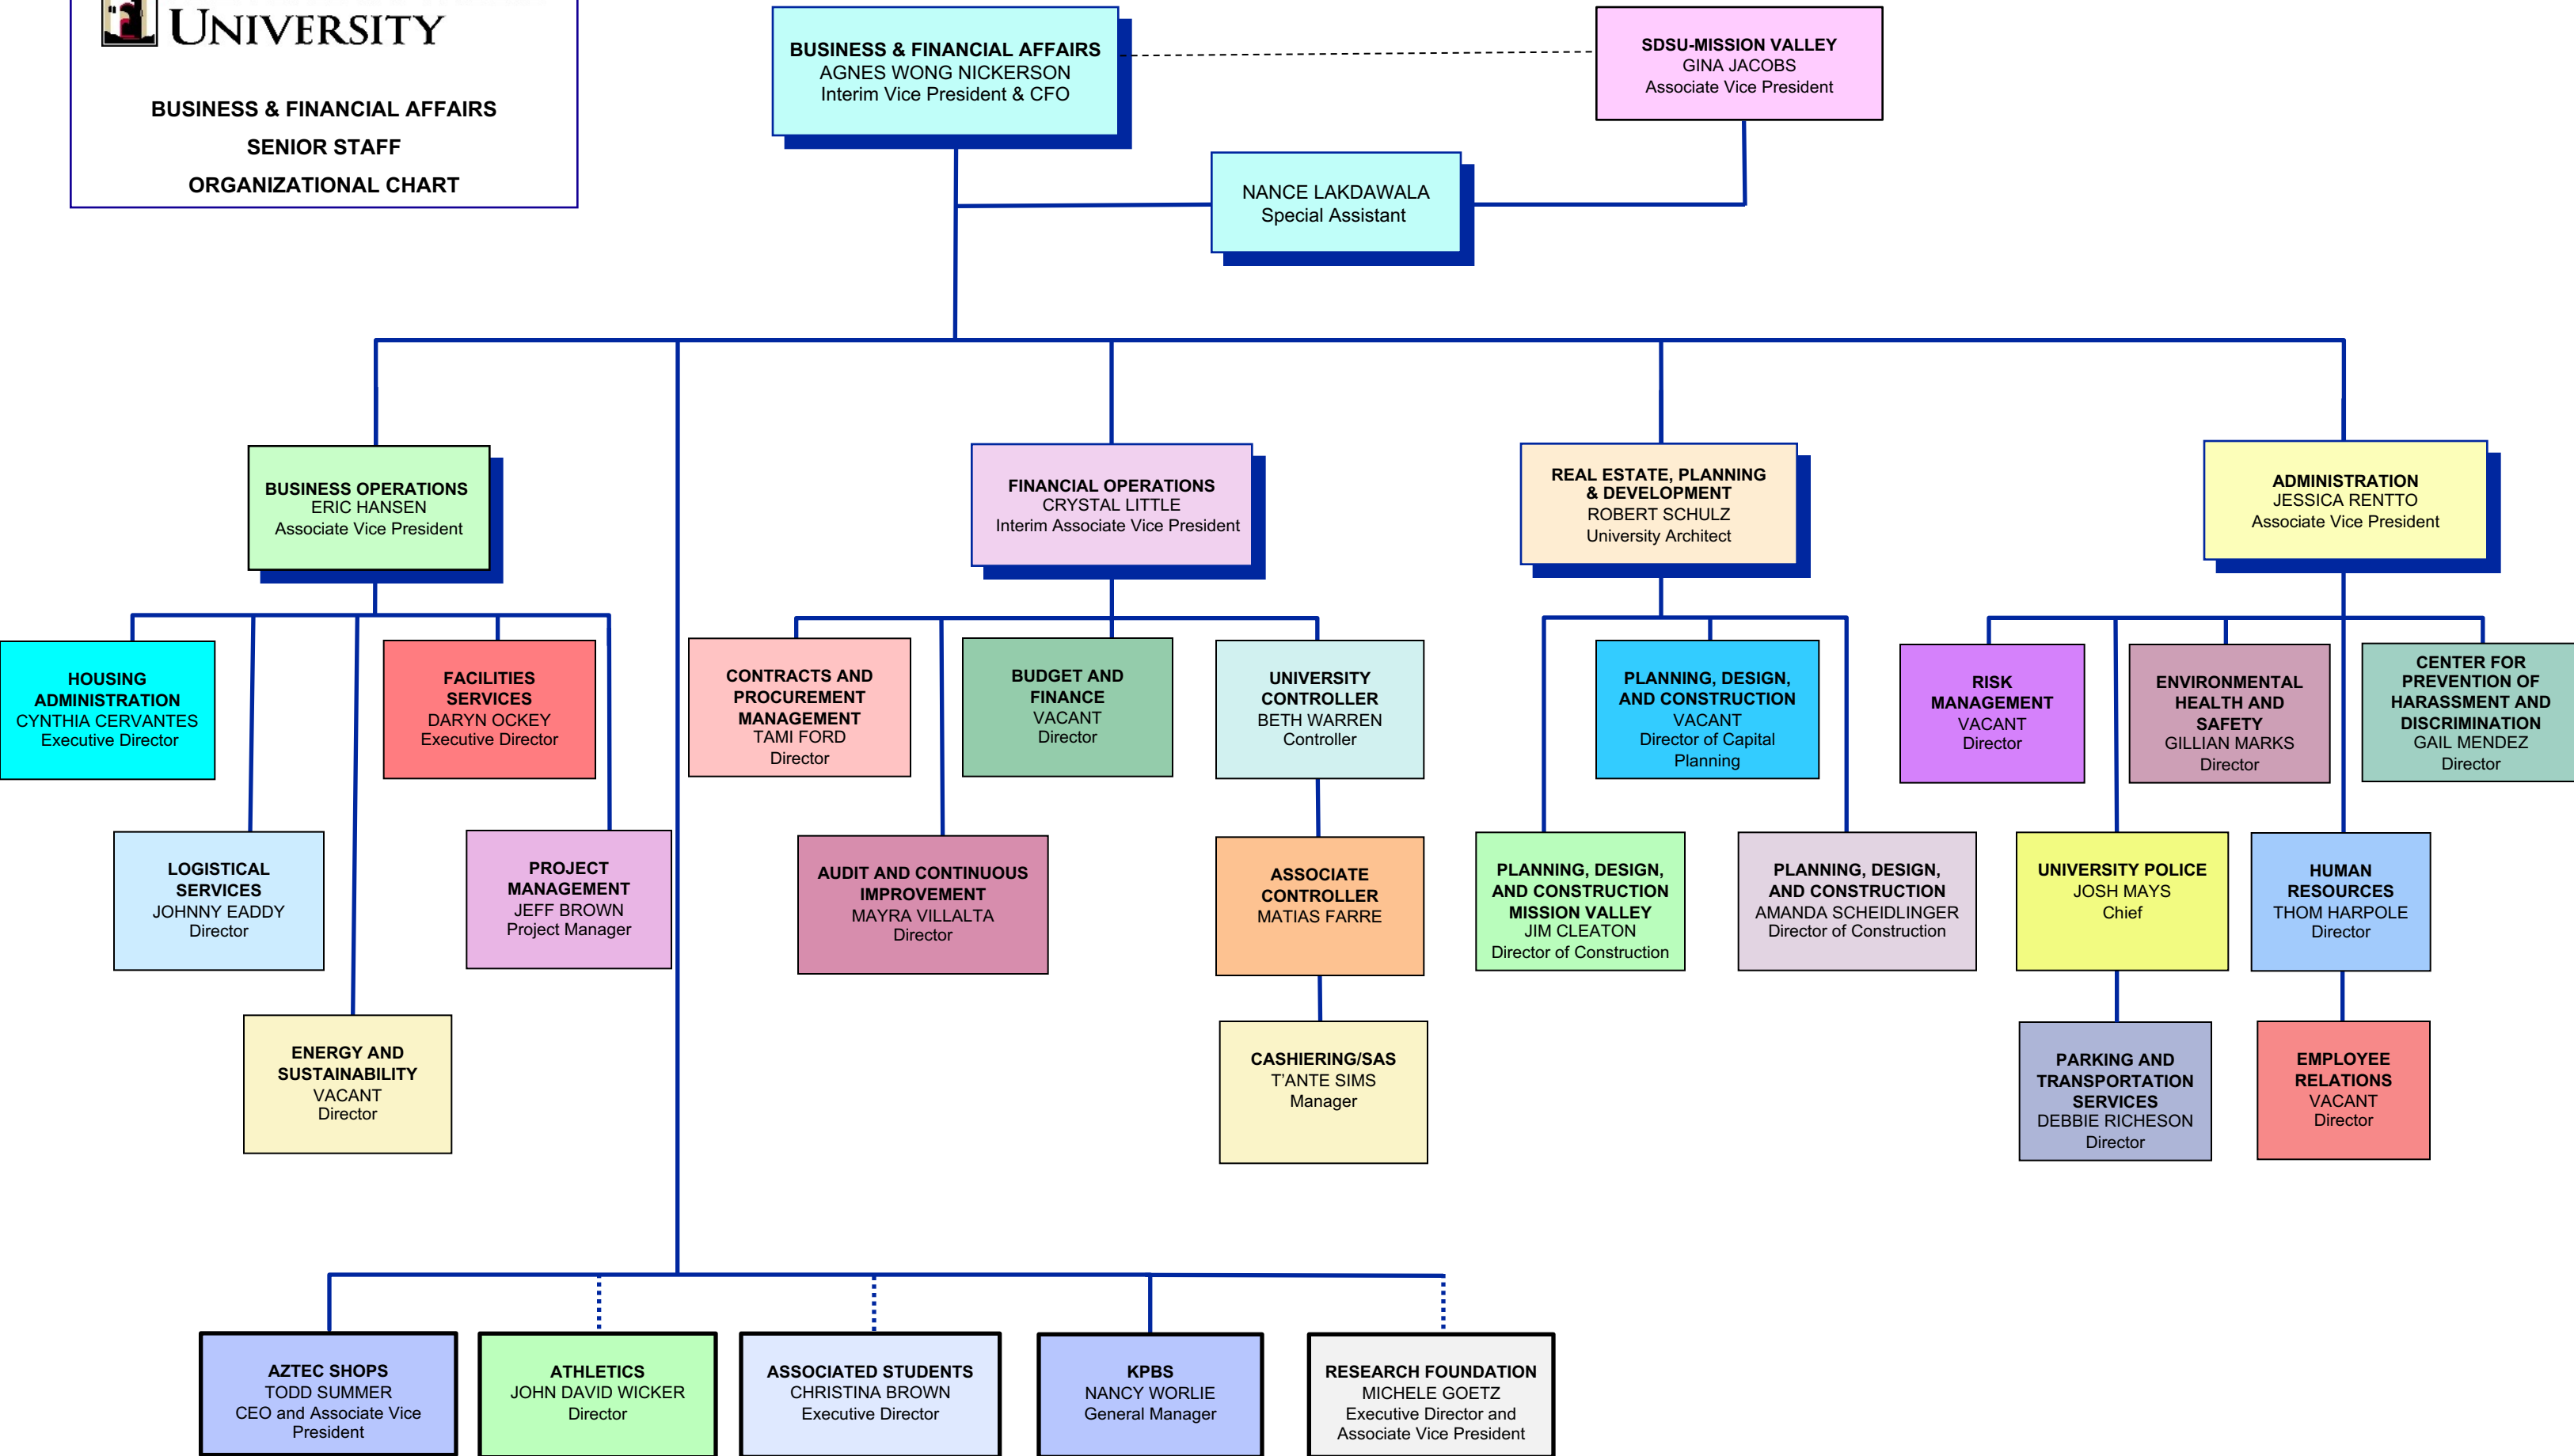 UNIVERSITY
BUSINESS & FINANCIAL AFFAIRS
SENIOR STAFF
ORGANIZATIONAL CHART
BUSINESS & FINANCIAL AFFAIRS
AGNES WONG NICKERSON
Interim Vice President & CFO
SDSU-MISSION VALLEY
GINA JACOBS
Associate Vice President
NANCE LAKDAWALA
Special Assistant
BUSINESS OPERATIONS
ERIC HANSEN
Associate Vice President
FINANCIAL OPERATIONS
CRYSTAL LITTLE
Interim Associate Vice President
REAL ESTATE, PLANNING
& DEVELOPMENT
ROBERT SCHULZ
University Architect
ADMINISTRATION
JESSICA RENTTO
Associate Vice President
HOUSING
ADMINISTRATION
CYNTHIA CERVANTES
Executive Director
FACILITIES
SERVICES
DARYN OCKEY
Executive Director
CONTRACTS AND
PROCUREMENT
MANAGEMENT
TAMI FORD
Director
BUDGET AND
FINANCE
VACANT
Director
UNIVERSITY
CONTROLLER
BETH WARREN
Controller
PLANNING, DESIGN,
AND CONSTRUCTION
VACANT
Director of Capital
Planning
RISK
MANAGEMENT
VACANT
Director
ENVIRONMENTAL
HEALTH AND
SAFETY
GILLIAN MARKS
Director
CENTER FOR
PREVENTION OF
HARASSMENT AND
DISCRIMINATION
GAIL MENDEZ
Director
LOGISTICAL
SERVICES
JOHNNY EADDY
Director
PROJECT
MANAGEMENT
JEFF BROWN
Project Manager
AUDIT AND CONTINUOUS
IMPROVEMENT
MAYRA VILLALTA
Director
ASSOCIATE
CONTROLLER
MATIAS FARRE
PLANNING, DESIGN,
AND CONSTRUCTION
MISSION VALLEY
JIM CLEATON
Director of Construction
PLANNING, DESIGN,
AND CONSTRUCTION
AMANDA SCHEIDLINGER
Director of Construction
UNIVERSITY POLICE
JOSH MAYS
Chief
HUMAN
RESOURCES
THOM HARPOLE
Director
ENERGY AND
SUSTAINABILITY
VACANT
Director
CASHIERING/SAS
T'ANTE SIMS
Manager
PARKING AND
TRANSPORTATION
SERVICES
DEBBIE RICHESON
Director
EMPLOYEE
RELATIONS
VACANT
Director
AZTEC SHOPS
TODD SUMMER
CEO and Associate Vice
President
ATHLETICS
JOHN DAVID WICKER
Director
ASSOCIATED STUDENTS
CHRISTINA BROWN
Executive Director
KPBS
NANCY WORLIE
General Manager
RESEARCH FOUNDATION
MICHELE GOETZ
Executive Director and
Associate Vice President